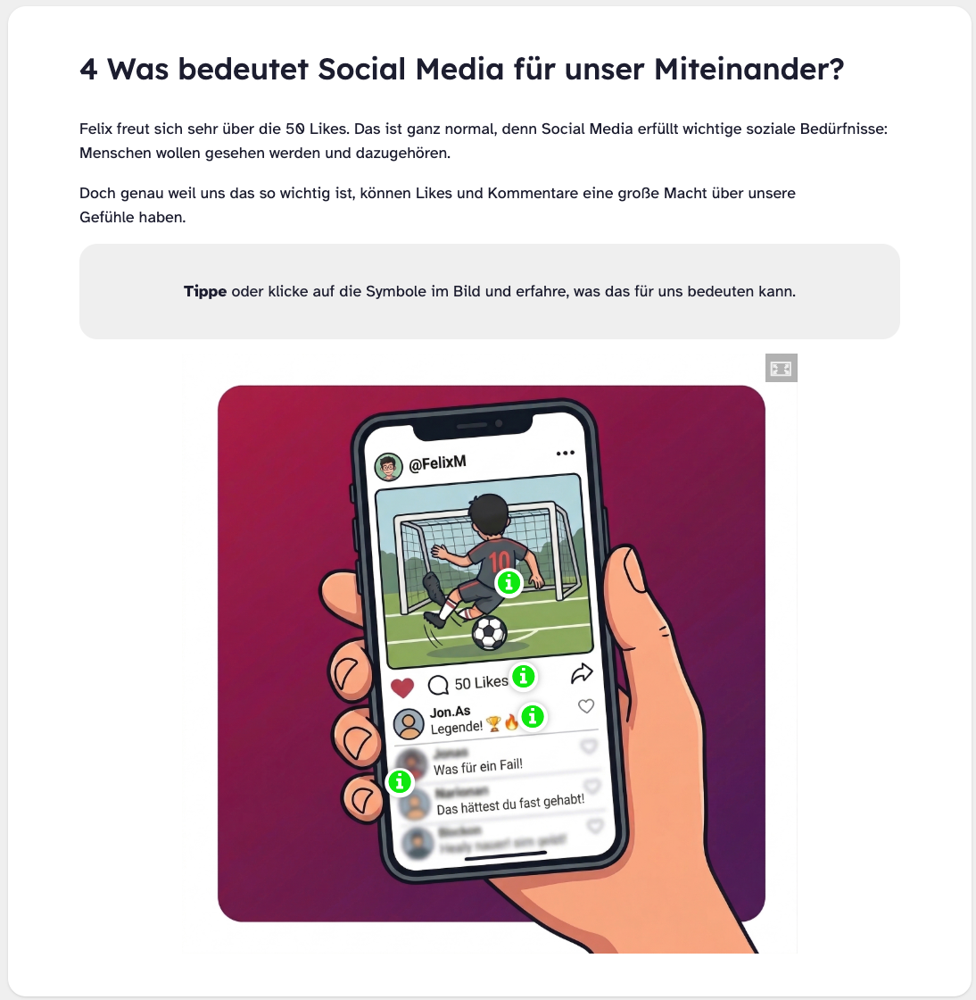 4 Was bedeutet Social Media für unser Miteinander?
Felix freut sich sehr über die 50 Likes. Das ist ganz normal, denn Social Media erfüllt wichtige soziale Bedürfnisse:
Menschen wollen gesehen werden und dazugehören.
Doch genau weil uns das so wichtig ist, können Likes und Kommentare eine große Macht über unsere
Gefühle haben.
Tippe oder klicke auf die Symbole im Bild und erfahre, was das für uns bedeuten kann.
@FelixM
10
50 Likes
Jon.As
Legende! 🏆🔥
Was für ein Fail!
Das hättest du fast gehabt!